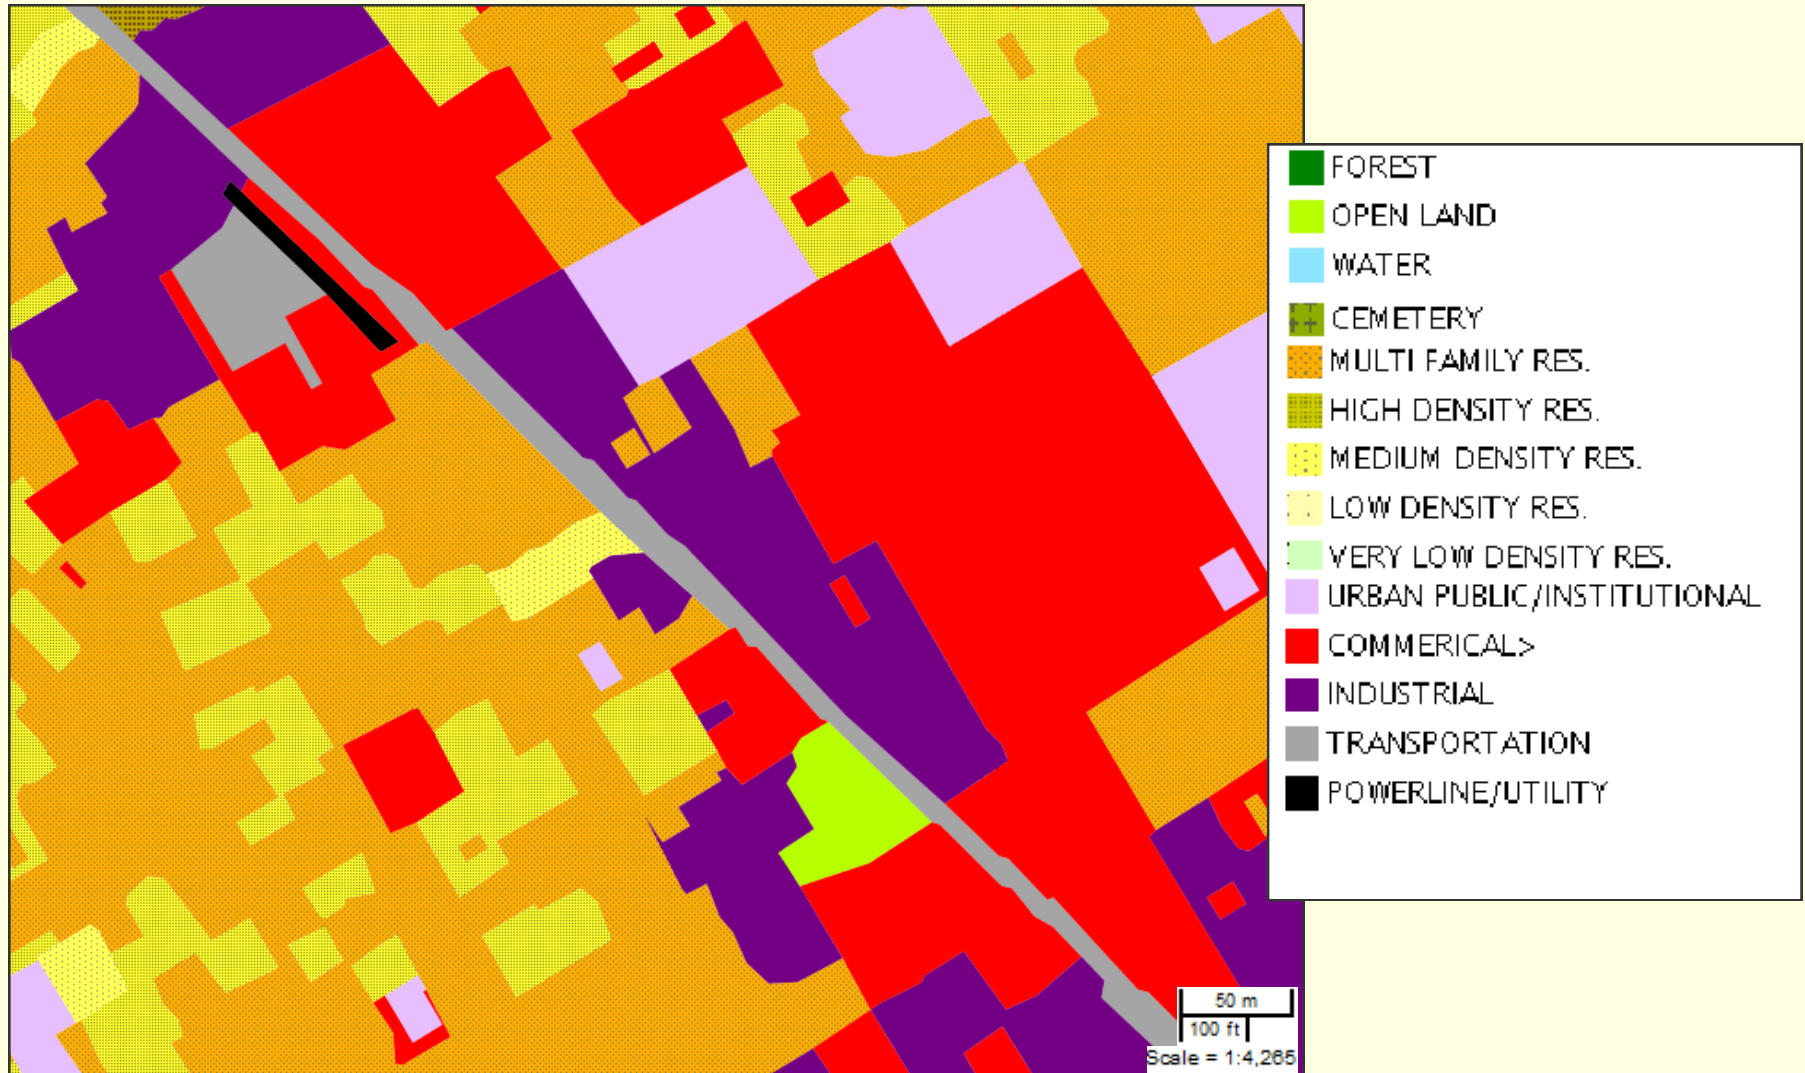 FOREST
OPEN LAND
WATER
CEMETERY
MULTI FAMILY RES.
HIGH DENSITY RES.
MEDIUM DENSITY RES.
LOW DENSITY RES.
VERY LOW DENSITY RES.
URBAN PUBLIC/INSTITUTIONAL
COMMERICAL>
INDUSTRIAL
TRANSPORTATION
POWERLINE/UTILITY
50 m
100 ft
Scale = 1:4,265